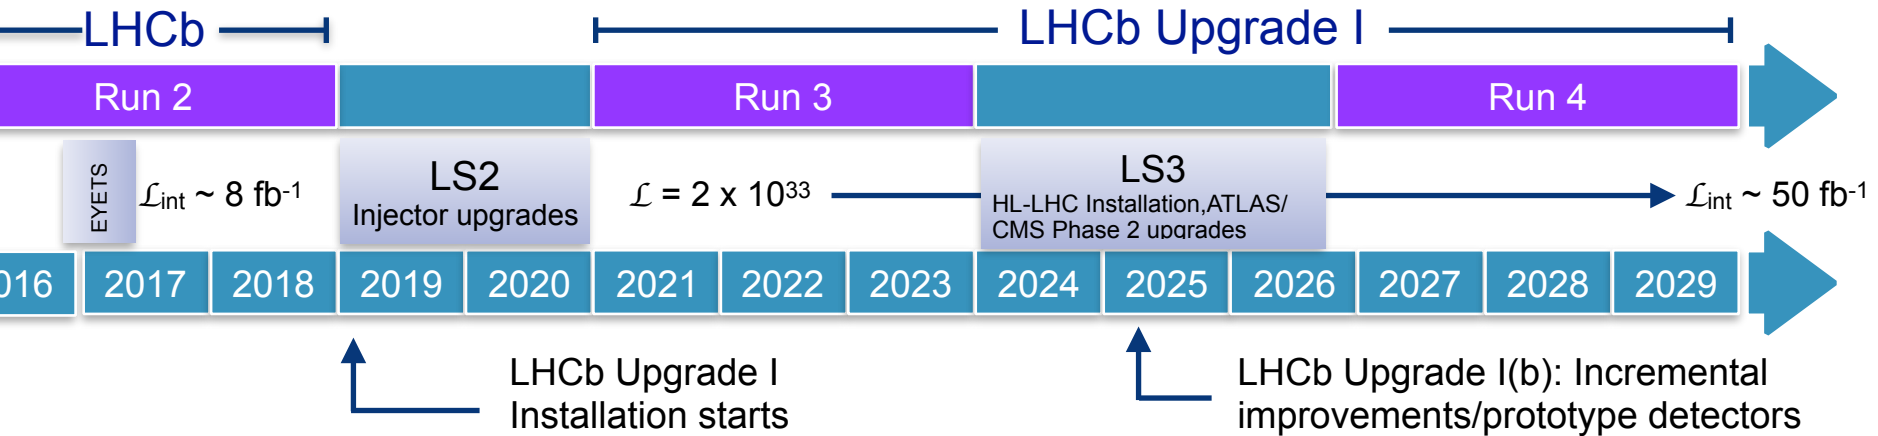 LHCb
LHCb Upgrade I
Run 2
Run 3
Run 4
EYETS
ℒint ~ 8 fb-1
LS2
Injector upgrades
ℒ = 2 x 1033
LS3
HL-LHC Installation,ATLAS/
CMS Phase 2 upgrades
ℒint ~ 50 fb-1
016 2017 2018 2019 2020 2021 2022 2023 2024 2025 2026 2027 2028 2029
LHCb Upgrade I
Installation starts
LHCb Upgrade I(b): Incremental
improvements/prototype detectors